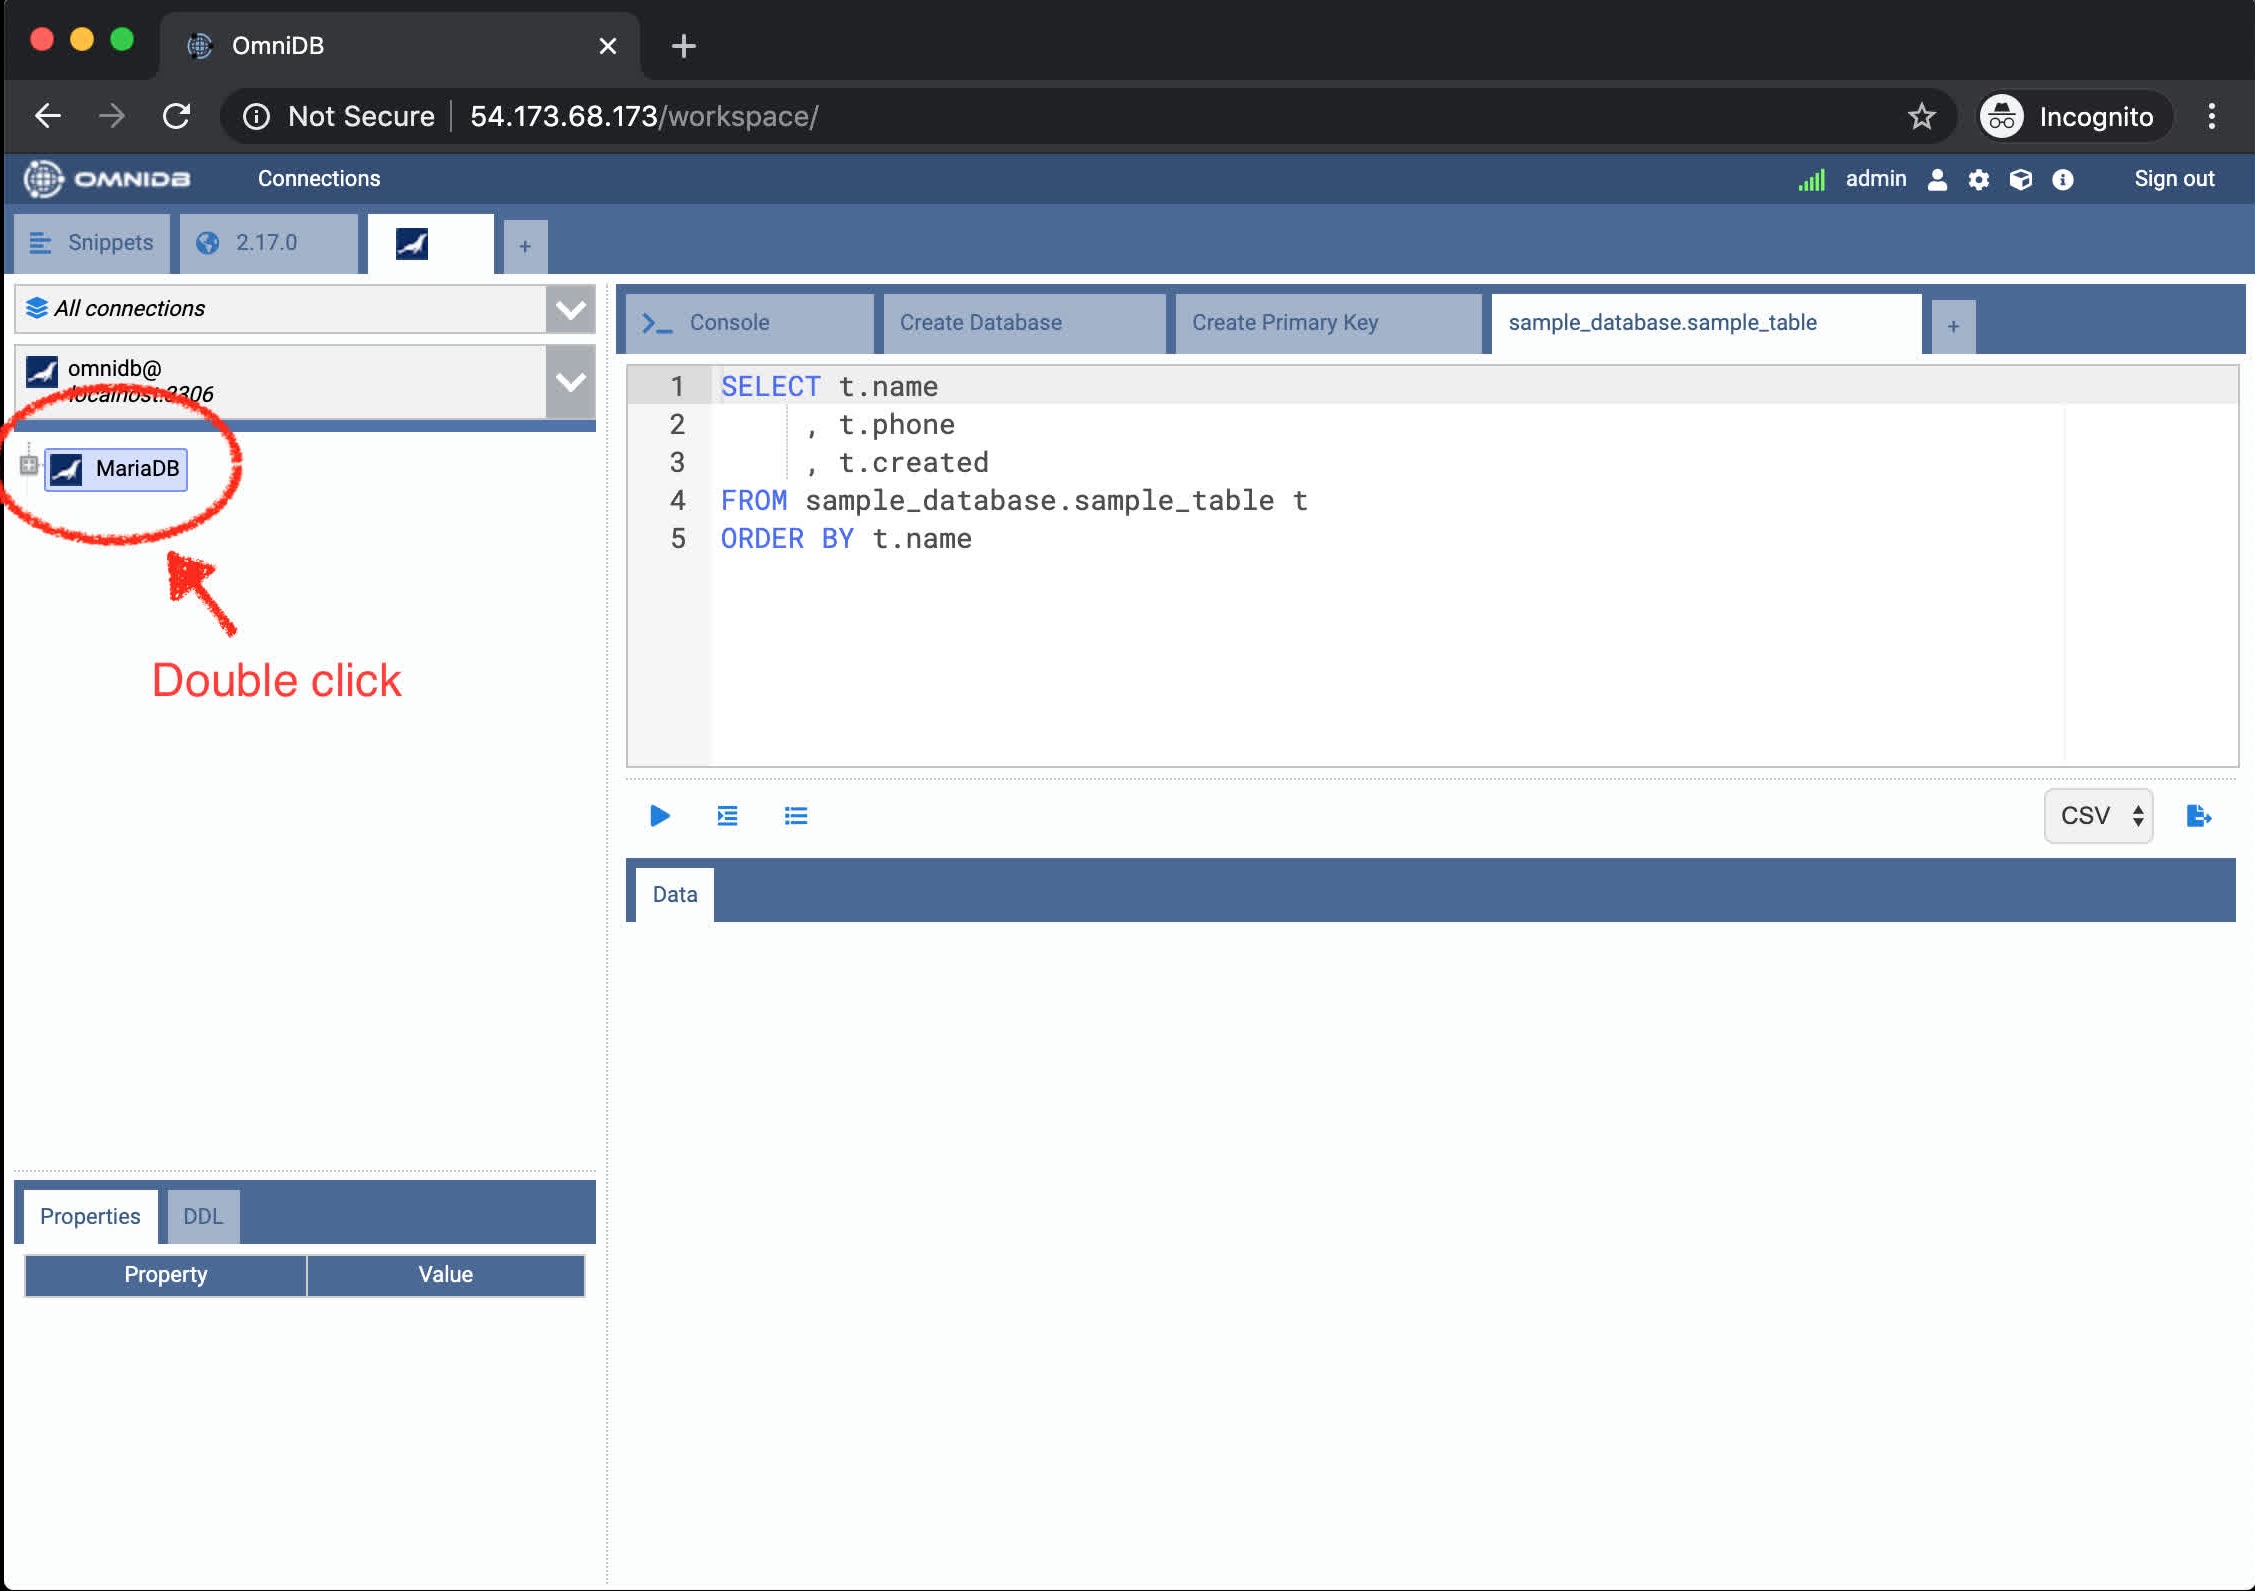 OmniDB
Not Secure 54.173.68.173/workspace/
Incognito
OMNIDB
Connections
admin
Sign out
Snippets
2.17.0
+
All connections
omnidb@
localhost:3306
MariaDB
Double click
Console
Create Database
Create Primary Key
sample_database.sample_table
+
1 SELECT t.name
2 , t.phone
3 , t.created
4 FROM sample_database.sample_table t
5 ORDER BY t.name
CSV
Data
Properties
DDL
Property Value